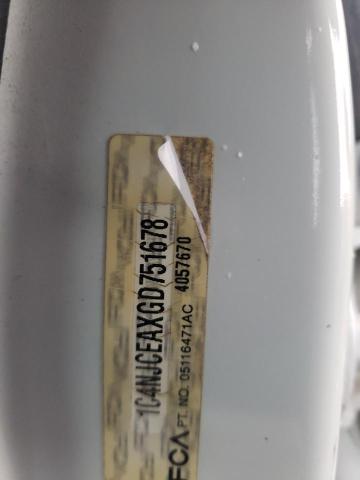 1C4NJCEAXGD751678
4057670
FCA PT. NO. 05116471AC